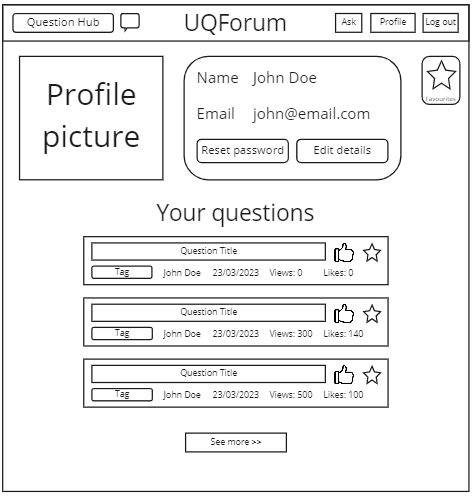 Question Hub UQForum Ask Profile Log out
Profile
picture
Name John Doe
Email john@email.com
Reset password Edit details
Favourites
Your questions
Question Title
Tag John Doe 23/03/2023 Views: 0 Likes: 0
Question Title
Tag John Doe 23/03/2023 Views: 300 Likes: 140
Question Title
Tag John Doe 23/03/2023 Views: 500 Likes: 100
See more >>